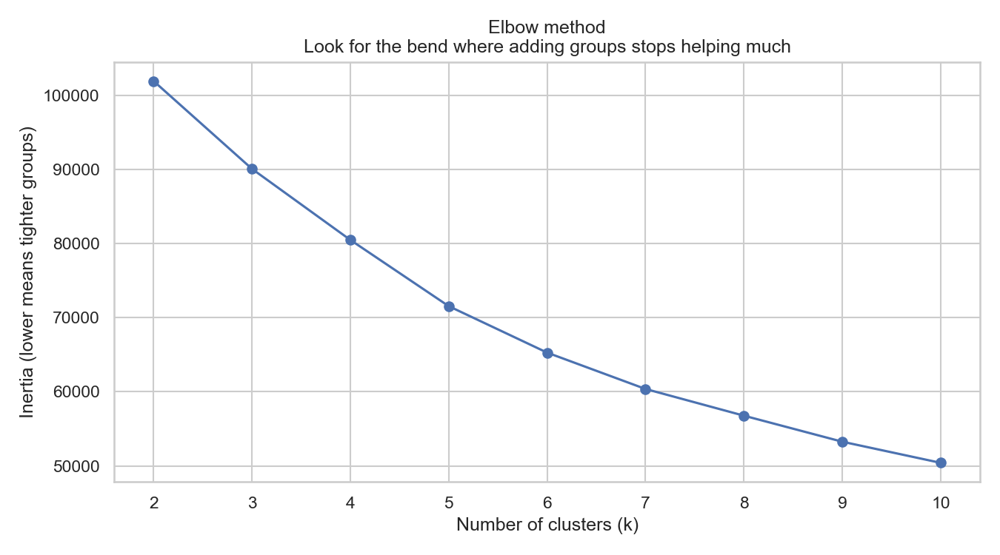 Elbow method
Look for the bend where adding groups stops helping much
Inertia (lower means tighter groups)
100000
90000
80000
70000
60000
50000
2 3 4 5 6 7 8 9 10
Number of clusters (k)